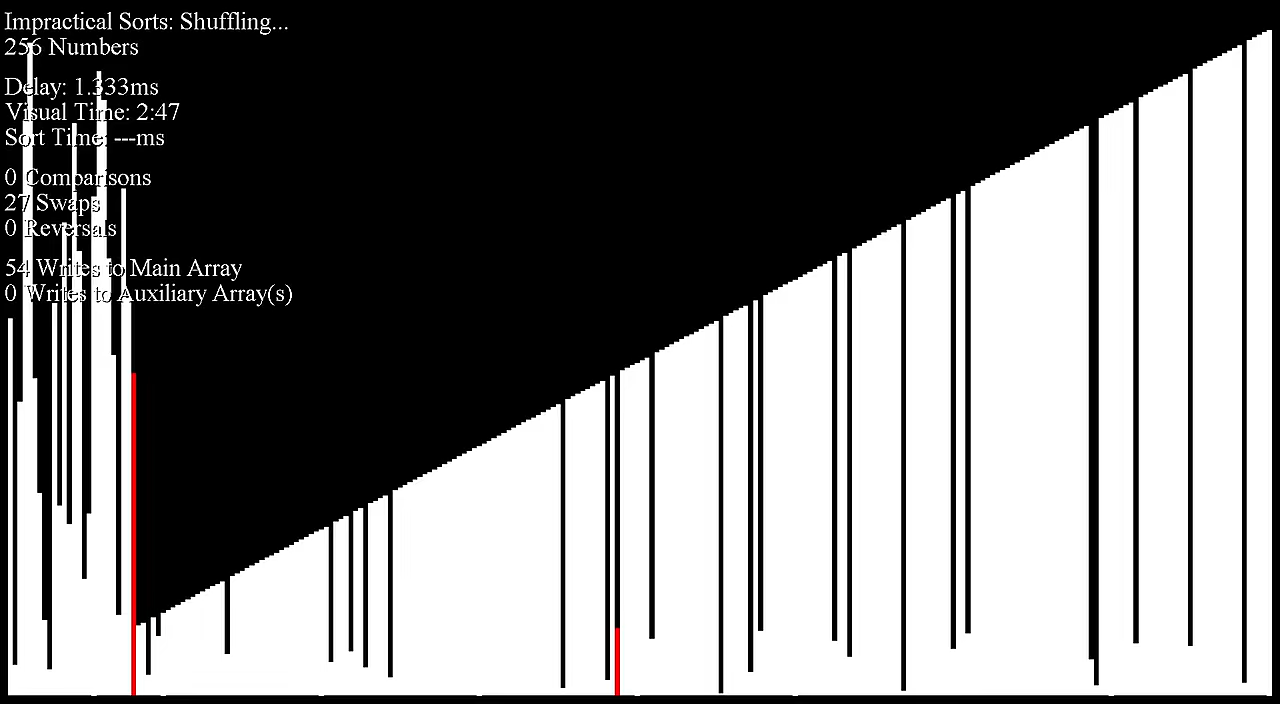 Impractical Sorts: Shuffling...
256 Numbers
Delay: 1.333ms
Visual Time: 2:47
Sort Time: ---ms
0 Comparisons
27 Swaps
0 Reversals
54 Writes to Main Array
0 Writes to Auxiliary Array(s)